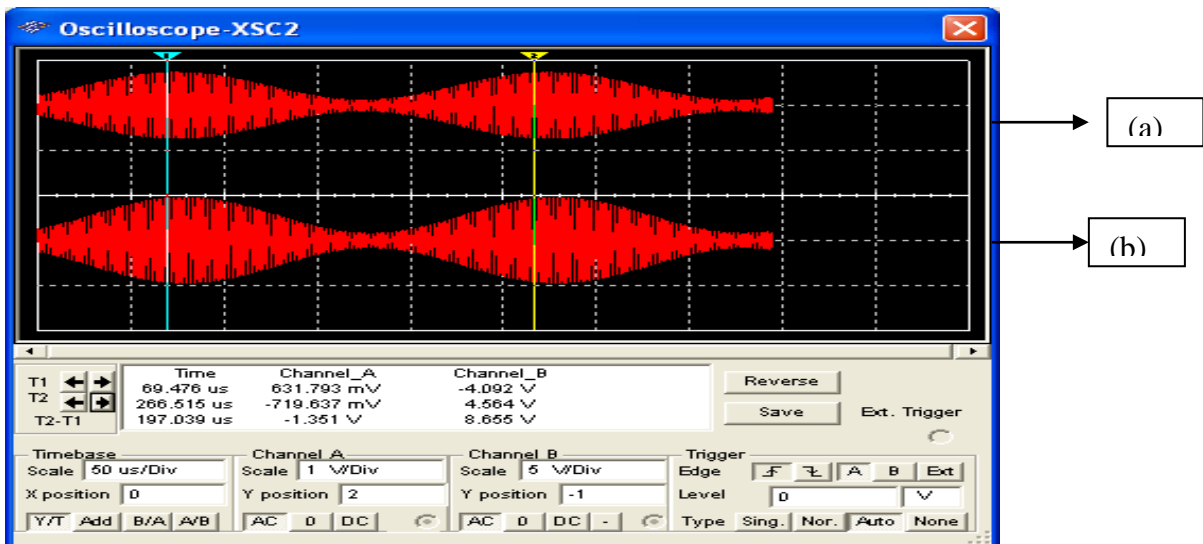 Oscilloscope-XSC2
1 2
(a)
(b)
Time Channel_A Channel_B
T1 69.476 us 631.793 mV -4.092 V
T2 266.515 us -719.637 mV 4.564 V
T2-T1 197.039 us -1.351 V 8.655 V
Reverse
Save
Ext. Trigger
Timebase
Scale 50 us/Div
X position 0
Y/T Add B/A A/B
Channel A
Scale 1 V/Div
Y position 2
AC 0 DC
Channel B
Scale 5 V/Div
Y position -1
AC 0 DC -
Trigger
Edge A B Ext
Level 0 V
Type Sing. Nor. Auto None